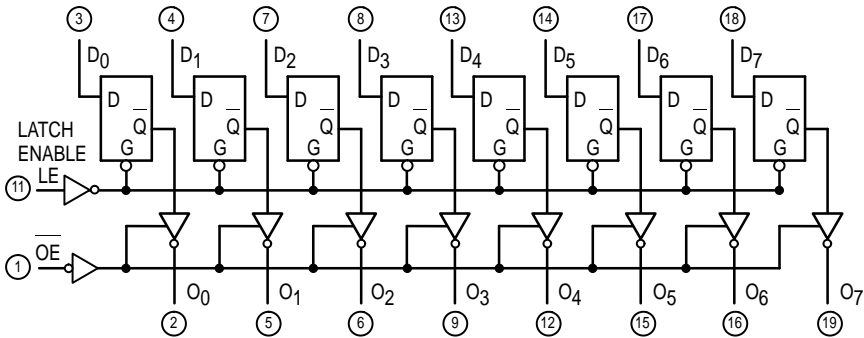 3 4 7 8 13 14 17 18
D0 D1 D2 D3 D4 D5 D6 D7
D D D D D D D D
Q̅ Q̅ Q̅ Q̅ Q̅ Q̅ Q̅ Q̅
G G G G G G G G
LATCH
ENABLE
LE
11
O̅E̅
1
O0 O1 O2 O3 O4 O5 O6 O7
2 5 6 9 12 15 16 19